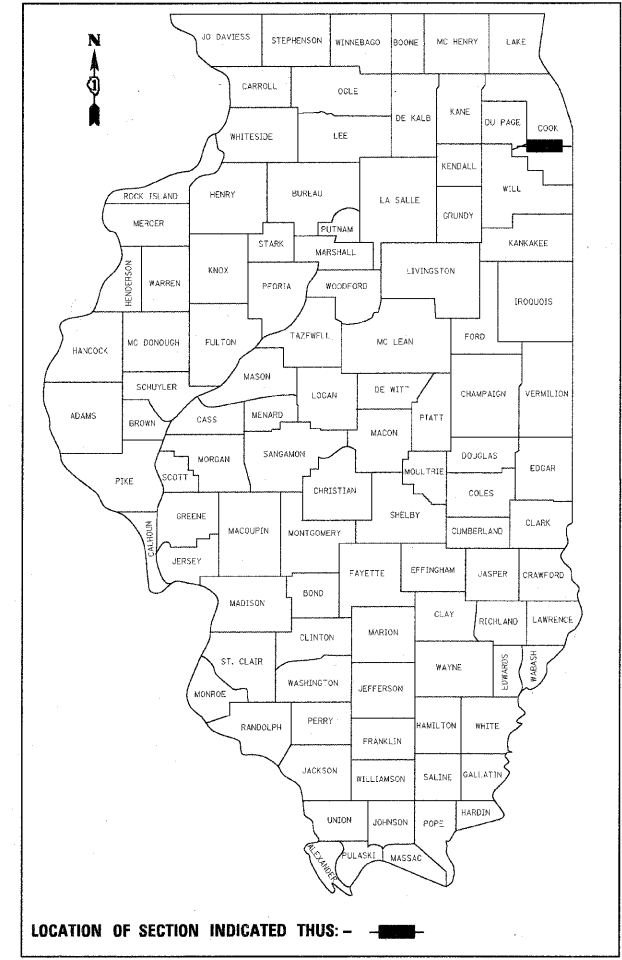 N
JO DAVIESS STEPHENSON WINNEBAGO BOONE MC HENRY LAKE
CARROLL OGLE DE KALB KANE DU PAGE COOK
WHITESIDE LEE
KENDALL WILL
ROCK ISLAND HENRY BUREAU LA SALLE
MERCER PUTNAM GRUNDY
STARK MARSHALL KANKAKEE
HENDERSON WARREN KNOX PEORIA WOODFORD LIVINGSTON
IROQUOIS
HANCOCK MC DONOUGH FULTON TAZEWELL MC LEAN FORD
SCHUYLER MASON LOGAN DE WITT CHAMPAIGN VERMILION
ADAMS BROWN CASS MENARD PIATT
MACON
PIKE SCOTT MORGAN SANGAMON MOULTRIE DOUGLAS EDGAR
CHRISTIAN COLES
GREENE MACOUPIN MONTGOMERY SHELBY CUMBERLAND CLARK
CALHOUN
JERSEY FAYETTE EFFINGHAM JASPER CRAWFORD
MADISON BOND
CLAY RICHLAND LAWRENCE
CLINTON MARION
ST. CLAIR WAYNE EDWARDS WABASH
MONROE WASHINGTON JEFFERSON
RANDOLPH PERRY HAMILTON WHITE
FRANKLIN
JACKSON WILLIAMSON SALINE GALLATIN
UNION JOHNSON POPE HARDIN
ALEXANDER PULASKI MASSAC
LOCATION OF SECTION INDICATED THUS: -